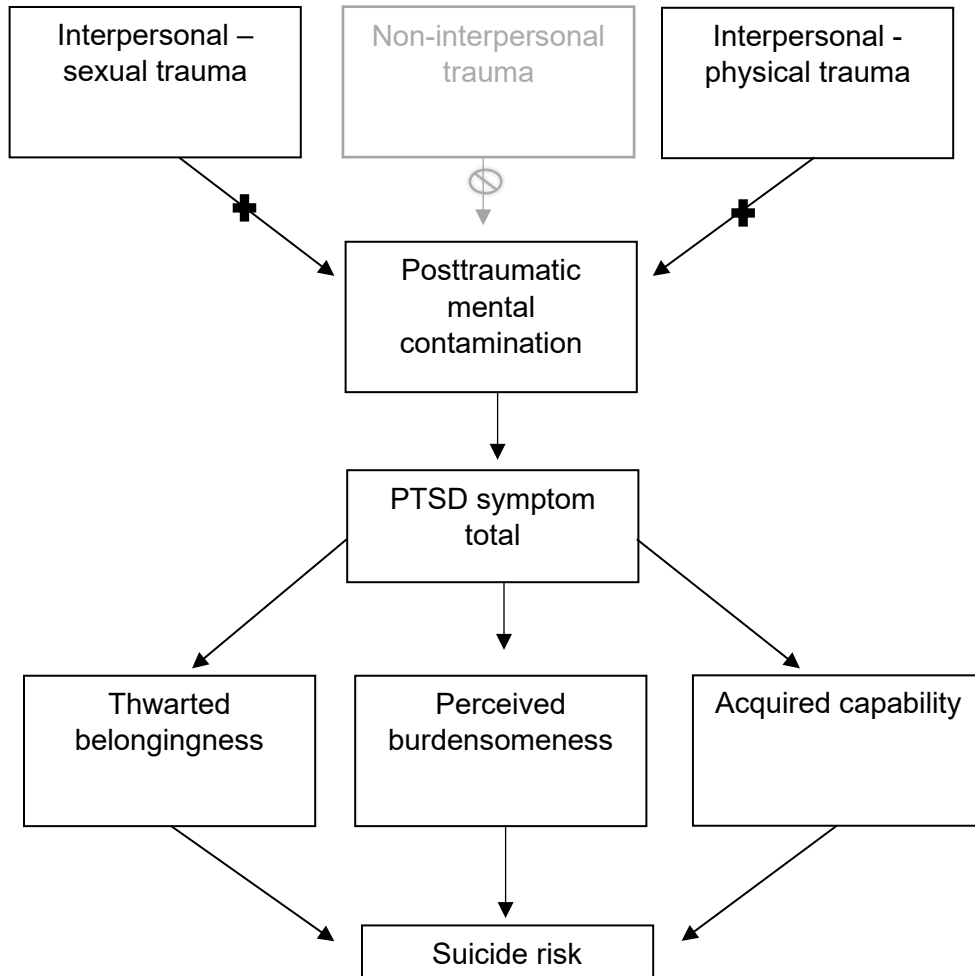 Interpersonal –
sexual trauma
Non-interpersonal
trauma
Interpersonal -
physical trauma
Posttraumatic
mental
contamination
PTSD symptom
total
Thwarted
belongingness
Perceived
burdensomeness
Acquired capability
Suicide risk